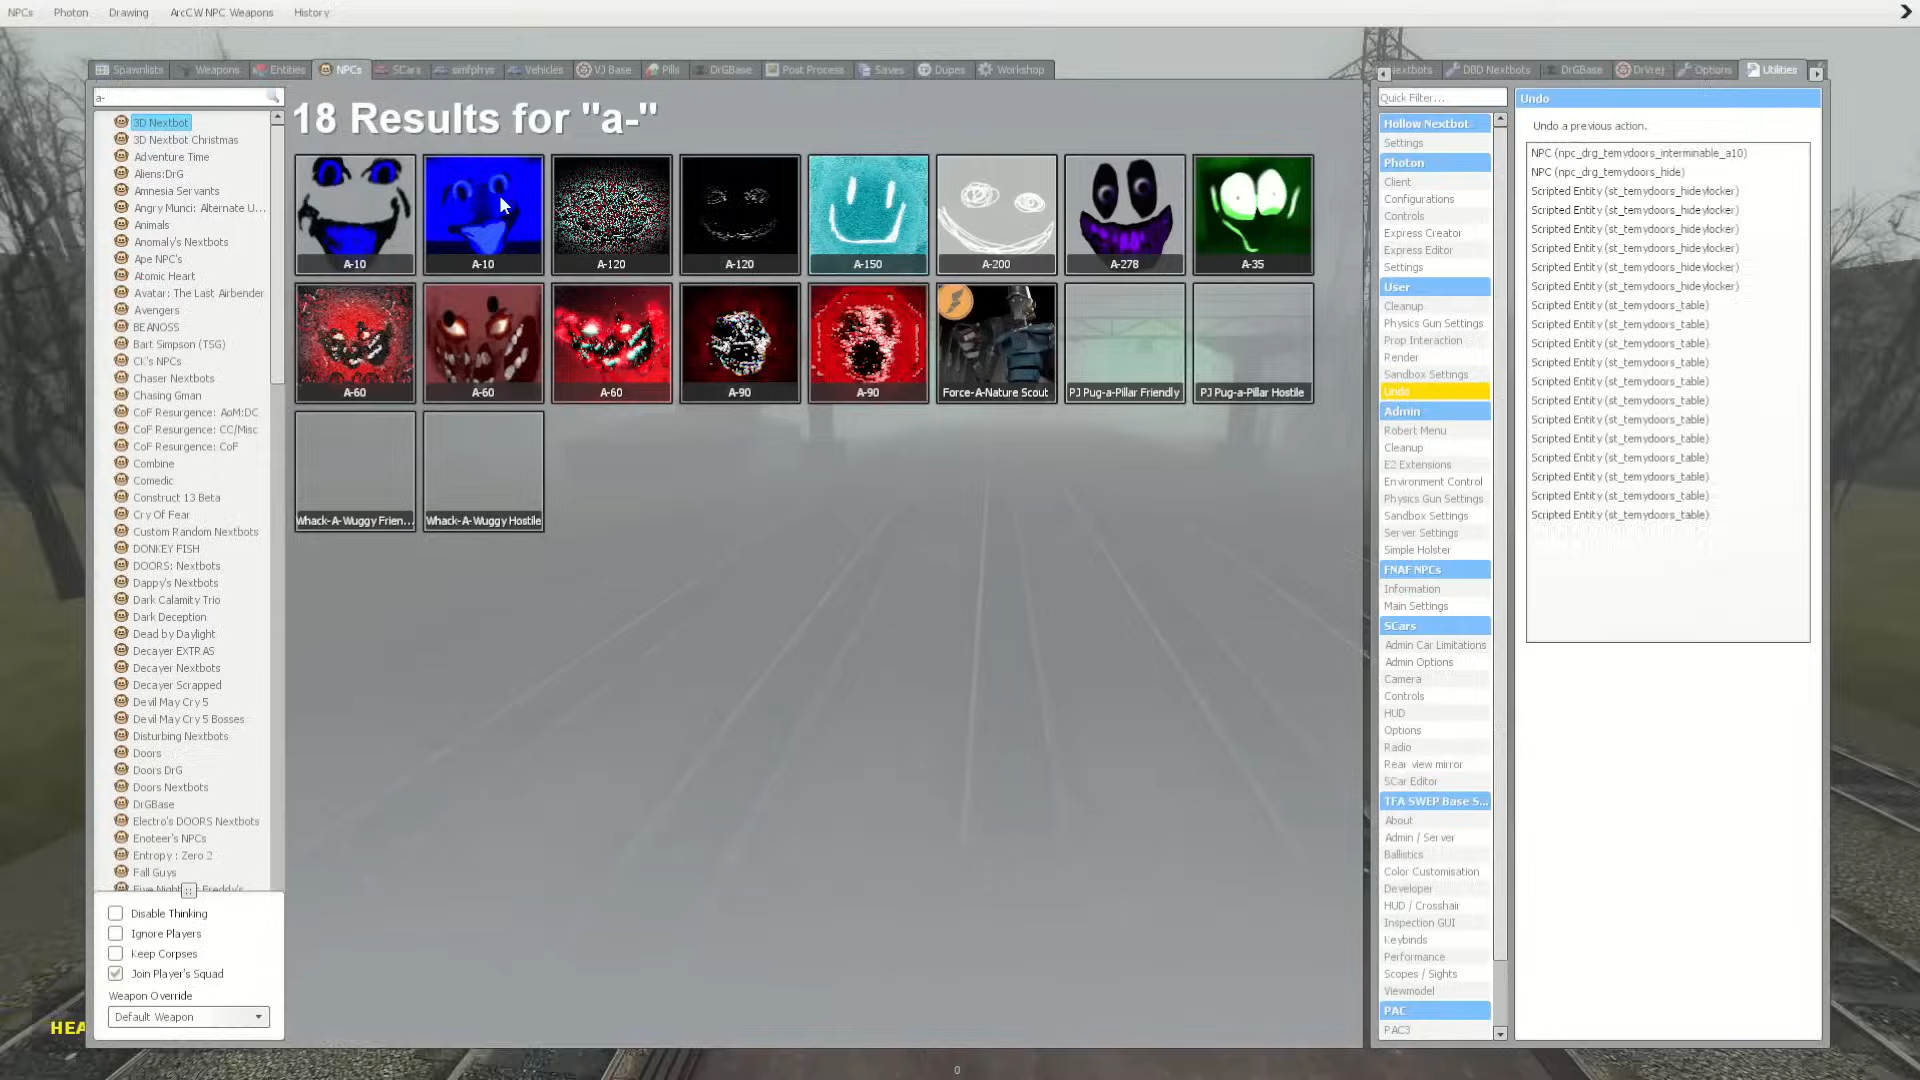 NPCs Photon Drawing ArcCW NPC Weapons History
Spawnlists Weapons Entities NPCs SCars simfphys Vehicles VJ Base Pills DrGBase Post Process Saves Dupes Workshop
Nextbots DBD Nextbots DrGBase DrVrej Options Utilities
a-
3D Nextbot
3D Nextbot Christmas
Adventure Time
Aliens:DrG
Amnesia Servants
Angry Munci: Alternate U...
Animals
Anomaly's Nextbots
Ape NPC's
Atomic Heart
Avatar: The Last Airbender
Avengers
BEANOSS
Bart Simpson (TSG)
CK's NPCs
Chaser Nextbots
Chasing Gman
CoF Resurgence: AoM:DC
CoF Resurgence: CC/Misc
CoF Resurgence: CoF
Combine
Comedic
Construct 13 Beta
Cry Of Fear
Custom Random Nextbots
DONKEY FISH
DOORS: Nextbots
Dappy's Nextbots
Dark Calamity Trio
Dark Deception
Dead by Daylight
Decayer EXTRAS
Decayer Nextbots
Decayer Scrapped
Devil May Cry 5
Devil May Cry 5 Bosses
Disturbing Nextbots
Doors
Doors DrG
Doors Nextbots
DrGBase
Electro's DOORS Nextbots
Enoteer's NPCs
Entropy : Zero 2
Fall Guys
Disable Thinking
Ignore Players
Keep Corpses
Join Player's Squad
Weapon Override
Default Weapon
HEA
18 Results for "a-"
A-10 A-10 A-120 A-120 A-150 A-200 A-278 A-35
A-60 A-60 A-60 A-90 A-90 Force-A-Nature Scout PJ Pug-a-Pillar Friendly PJ Pug-a-Pillar Hostile
Whack-A-Wuggy Frien... Whack-A-Wuggy Hostile
0
Quick Filter...
Hollow Nextbot
Settings
Photon
Client
Configurations
Controls
Express Creator
Express Editor
Settings
User
Cleanup
Physics Gun Settings
Prop Interaction
Render
Sandbox Settings
Undo
Admin
Robert Menu
Cleanup
E2 Extensions
Environment Control
Physics Gun Settings
Sandbox Settings
Server Settings
Simple Holster
FNAF NPCs
Information
Main Settings
SCars
Admin Car Limitations
Admin Options
Camera
Controls
HUD
Options
Radio
Rear view mirror
SCar Editor
TFA SWEP Base S...
About
Admin / Server
Ballistics
Color Customisation
Developer
HUD / Crosshair
Inspection GUI
Keybinds
Performance
Scopes / Sights
Viewmodel
PAC
PAC3
Undo
Undo a previous action.
NPC (npc_drg_temydoors_interminable_a10)
NPC (npc_drg_temydoors_hide)
Scripted Entity (st_temydoors_hideylocker)
Scripted Entity (st_temydoors_hideylocker)
Scripted Entity (st_temydoors_hideylocker)
Scripted Entity (st_temydoors_hideylocker)
Scripted Entity (st_temydoors_hideylocker)
Scripted Entity (st_temydoors_hideylocker)
Scripted Entity (st_temydoors_table)
Scripted Entity (st_temydoors_table)
Scripted Entity (st_temydoors_table)
Scripted Entity (st_temydoors_table)
Scripted Entity (st_temydoors_table)
Scripted Entity (st_temydoors_table)
Scripted Entity (st_temydoors_table)
Scripted Entity (st_temydoors_table)
Scripted Entity (st_temydoors_table)
Scripted Entity (st_temydoors_table)
Scripted Entity (st_temydoors_table)
Scripted Entity (st_temydoors_table)